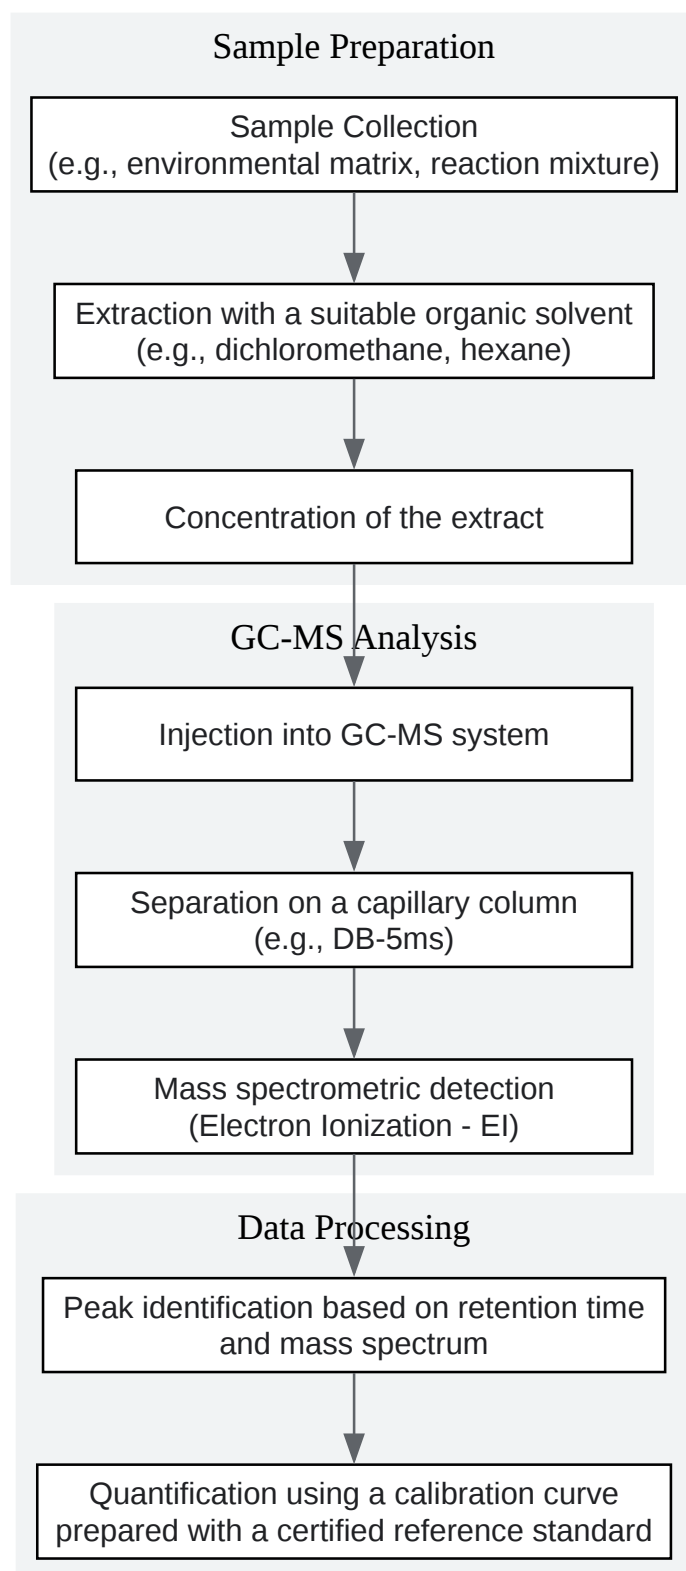 Sample Preparation
Sample Collection
(e.g., environmental matrix, reaction mixture)
Extraction with a suitable organic solvent
(e.g., dichloromethane, hexane)
Concentration of the extract
GC-MS Analysis
Injection into GC-MS system
Separation on a capillary column
(e.g., DB-5ms)
Mass spectrometric detection
(Electron Ionization - EI)
Data Processing
Peak identification based on retention time
and mass spectrum
Quantification using a calibration curve
prepared with a certified reference standard